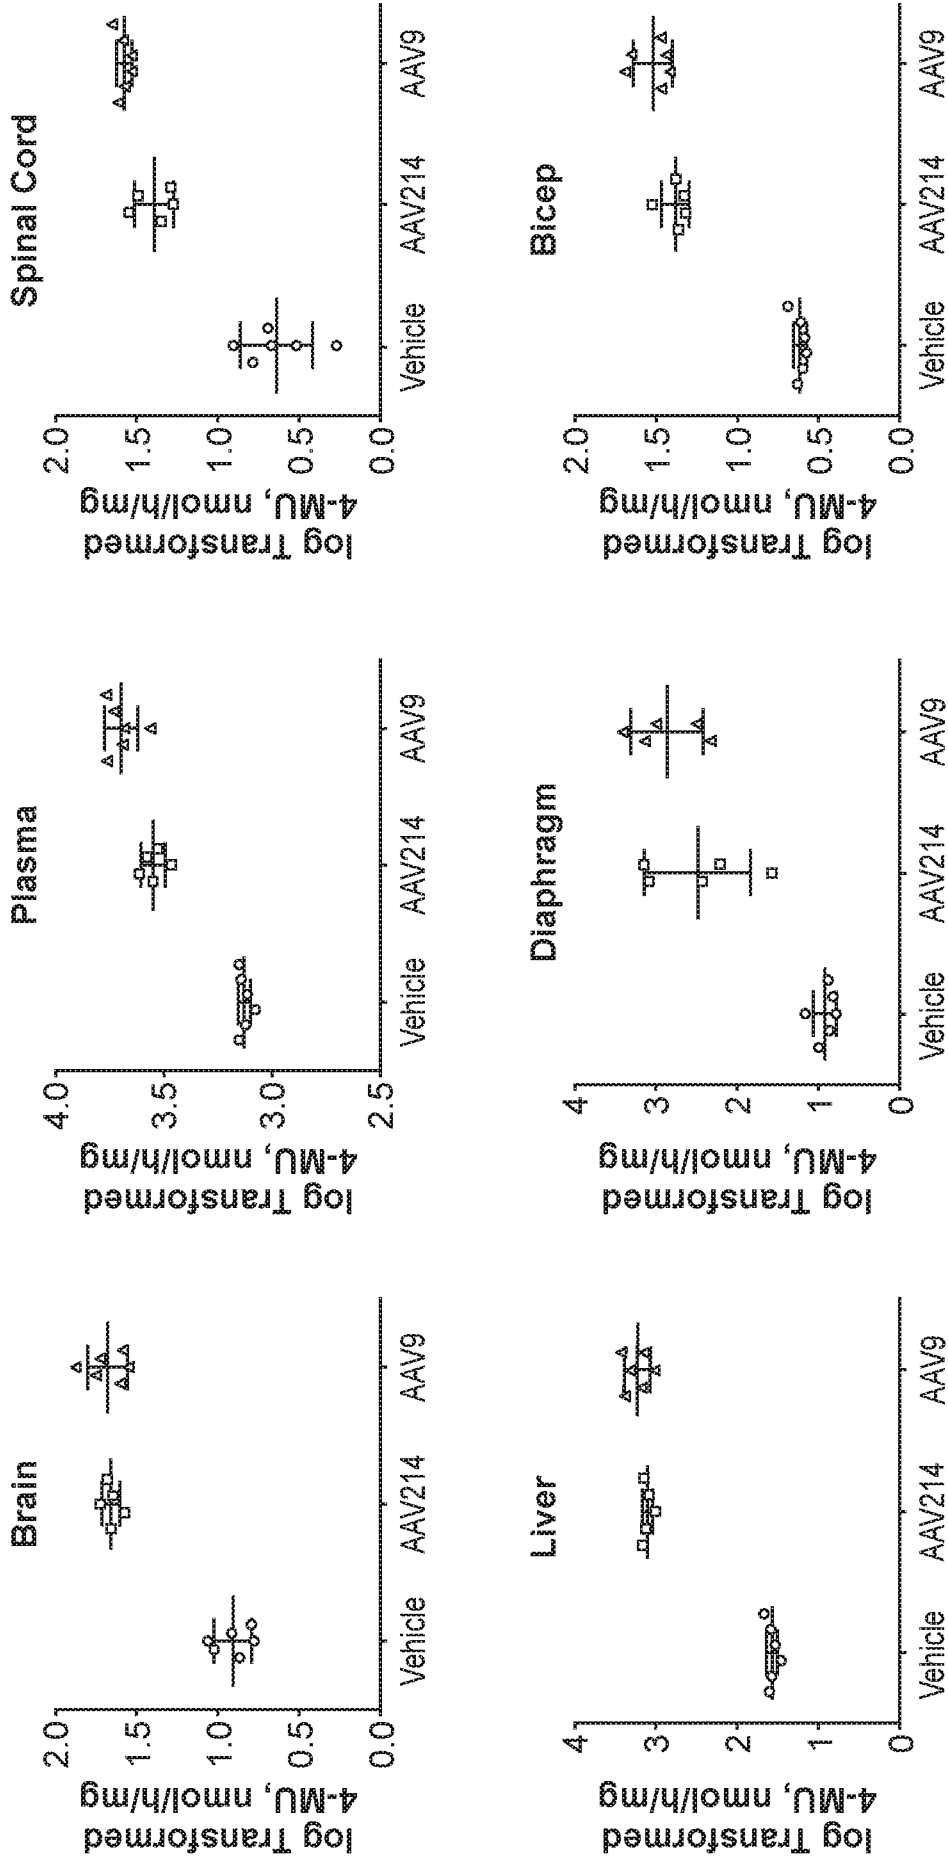 Brain
log Transformed
4-MU, nmol/h/mg
2.0
1.5
1.0
0.5
0.0
Vehicle
AAV214
AAV9
Plasma
log Transformed
4-MU, nmol/h/mg
4.0
3.5
3.0
2.5
Vehicle
AAV214
AAV9
Spinal Cord
log Transformed
4-MU, nmol/h/mg
2.0
1.5
1.0
0.5
0.0
Vehicle
AAV214
AAV9
Liver
log Transformed
4-MU, nmol/h/mg
4
3
2
1
0
Vehicle
AAV214
AAV9
Diaphragm
log Transformed
4-MU, nmol/h/mg
4
3
2
1
0
Vehicle
AAV214
AAV9
Bicep
log Transformed
4-MU, nmol/h/mg
2.0
1.5
1.0
0.5
0.0
Vehicle
AAV214
AAV9